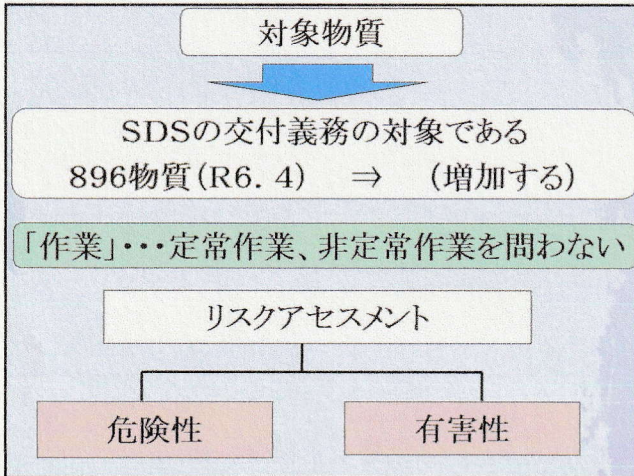 対象物質
SDSの交付義務の対象である
896物質(R6.4) ⇒ (増加する)
「作業」・・・定常作業、非定常作業を問わない
リスクアセスメント
危険性
有害性